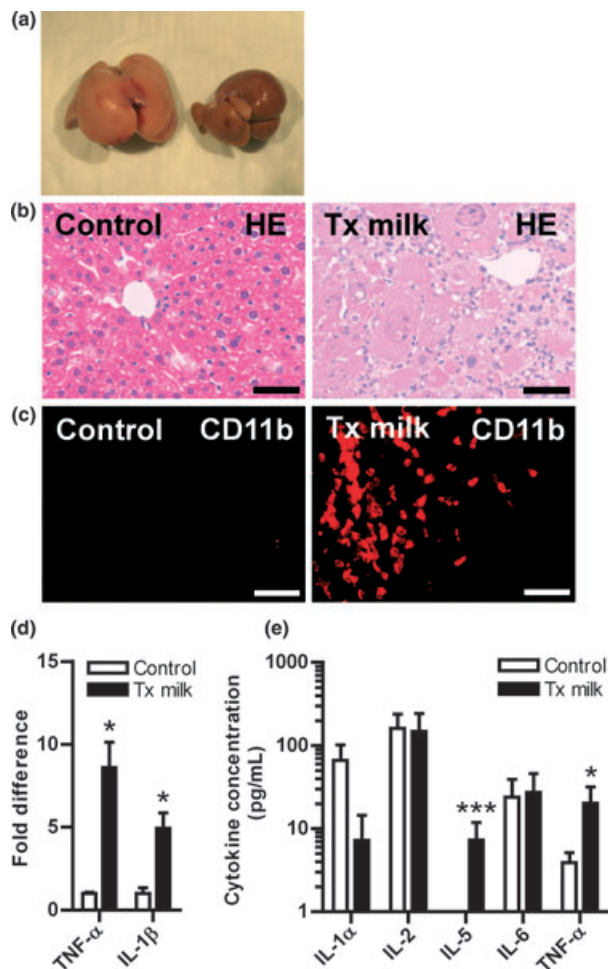 (a)
(b)
Control HE
Tx milk HE
(c)
Control CD11b
Tx milk CD11b
(d)
Fold difference
15
10
5
0
Control
Tx milk
*
*
TNF-α
IL-1β
(e)
Cytokine concentration
(pg/mL)
1000
100
10
1
Control
Tx milk
***
*
IL-1α
IL-2
IL-5
IL-6
TNF-α